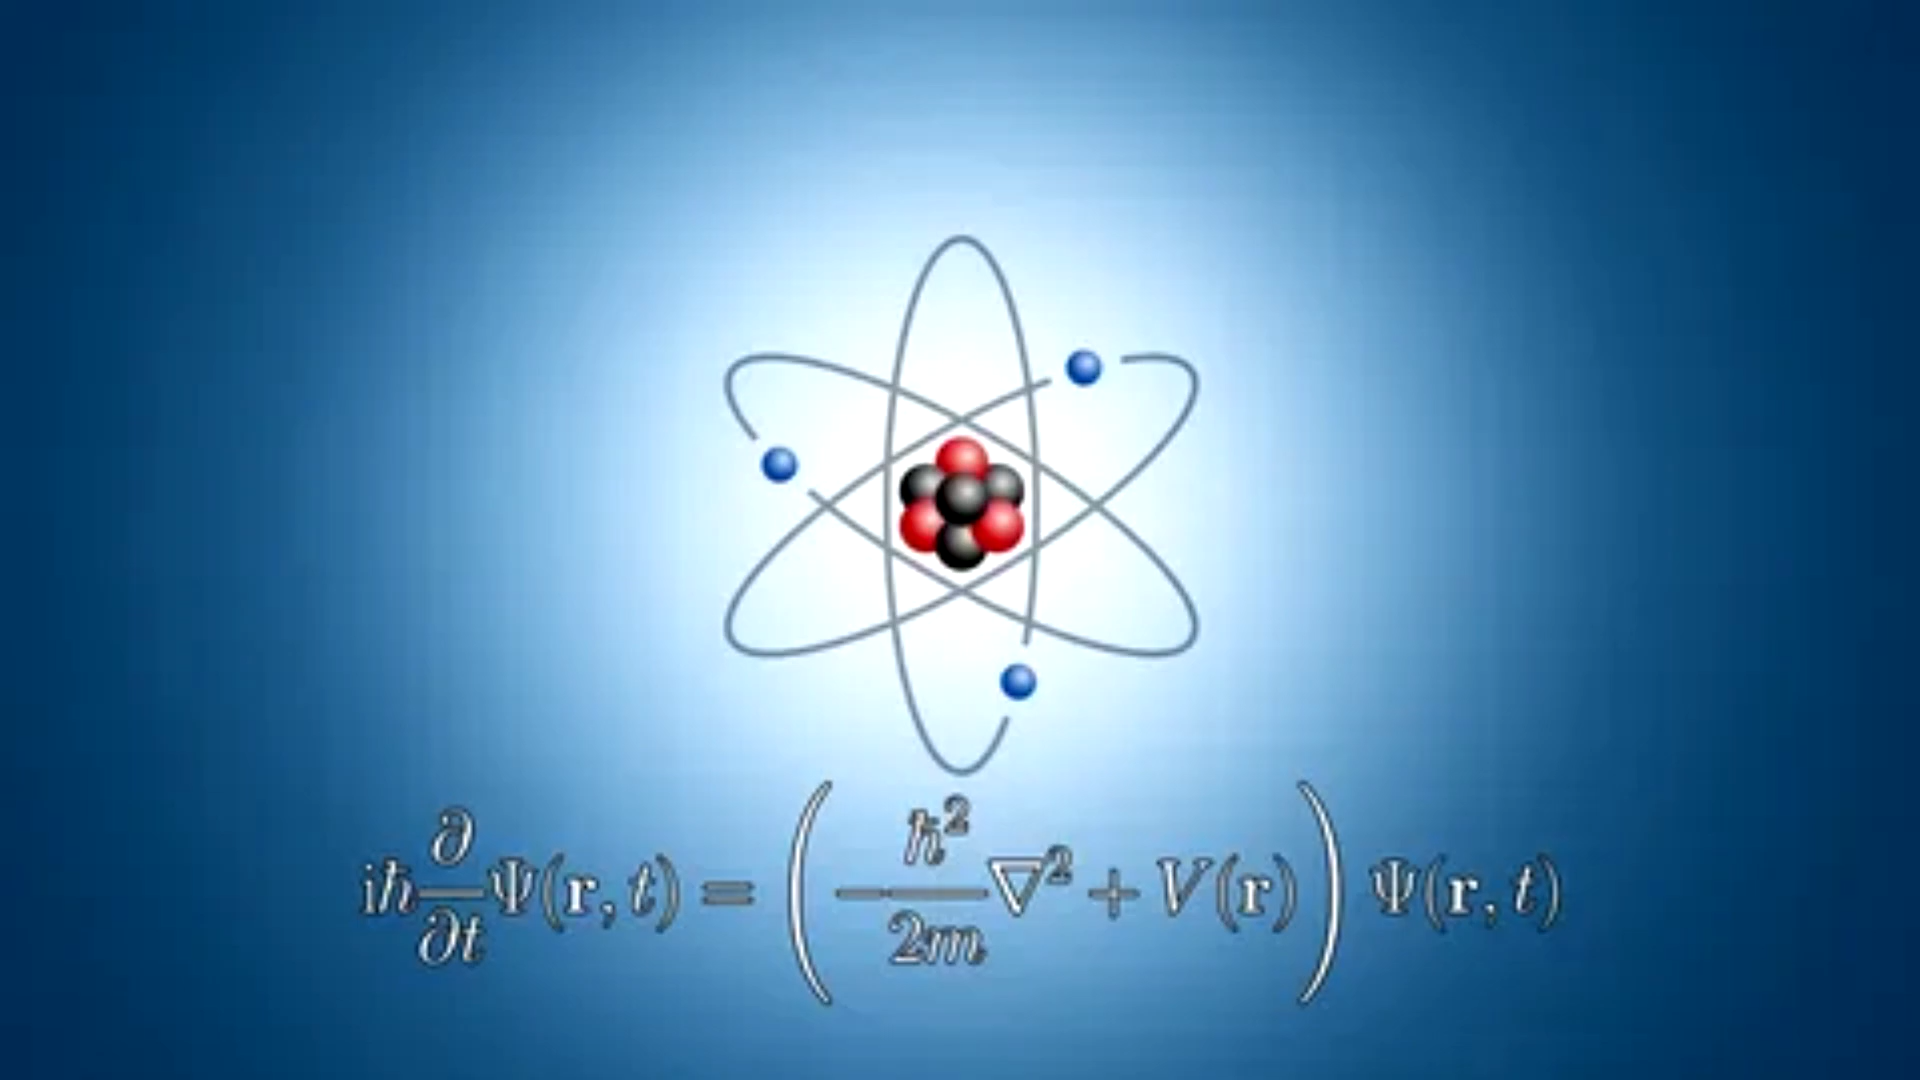 iℏ ∂/∂t Ψ(r, t) = ( −ℏ²/2m ∇² + V(r) ) Ψ(r, t)